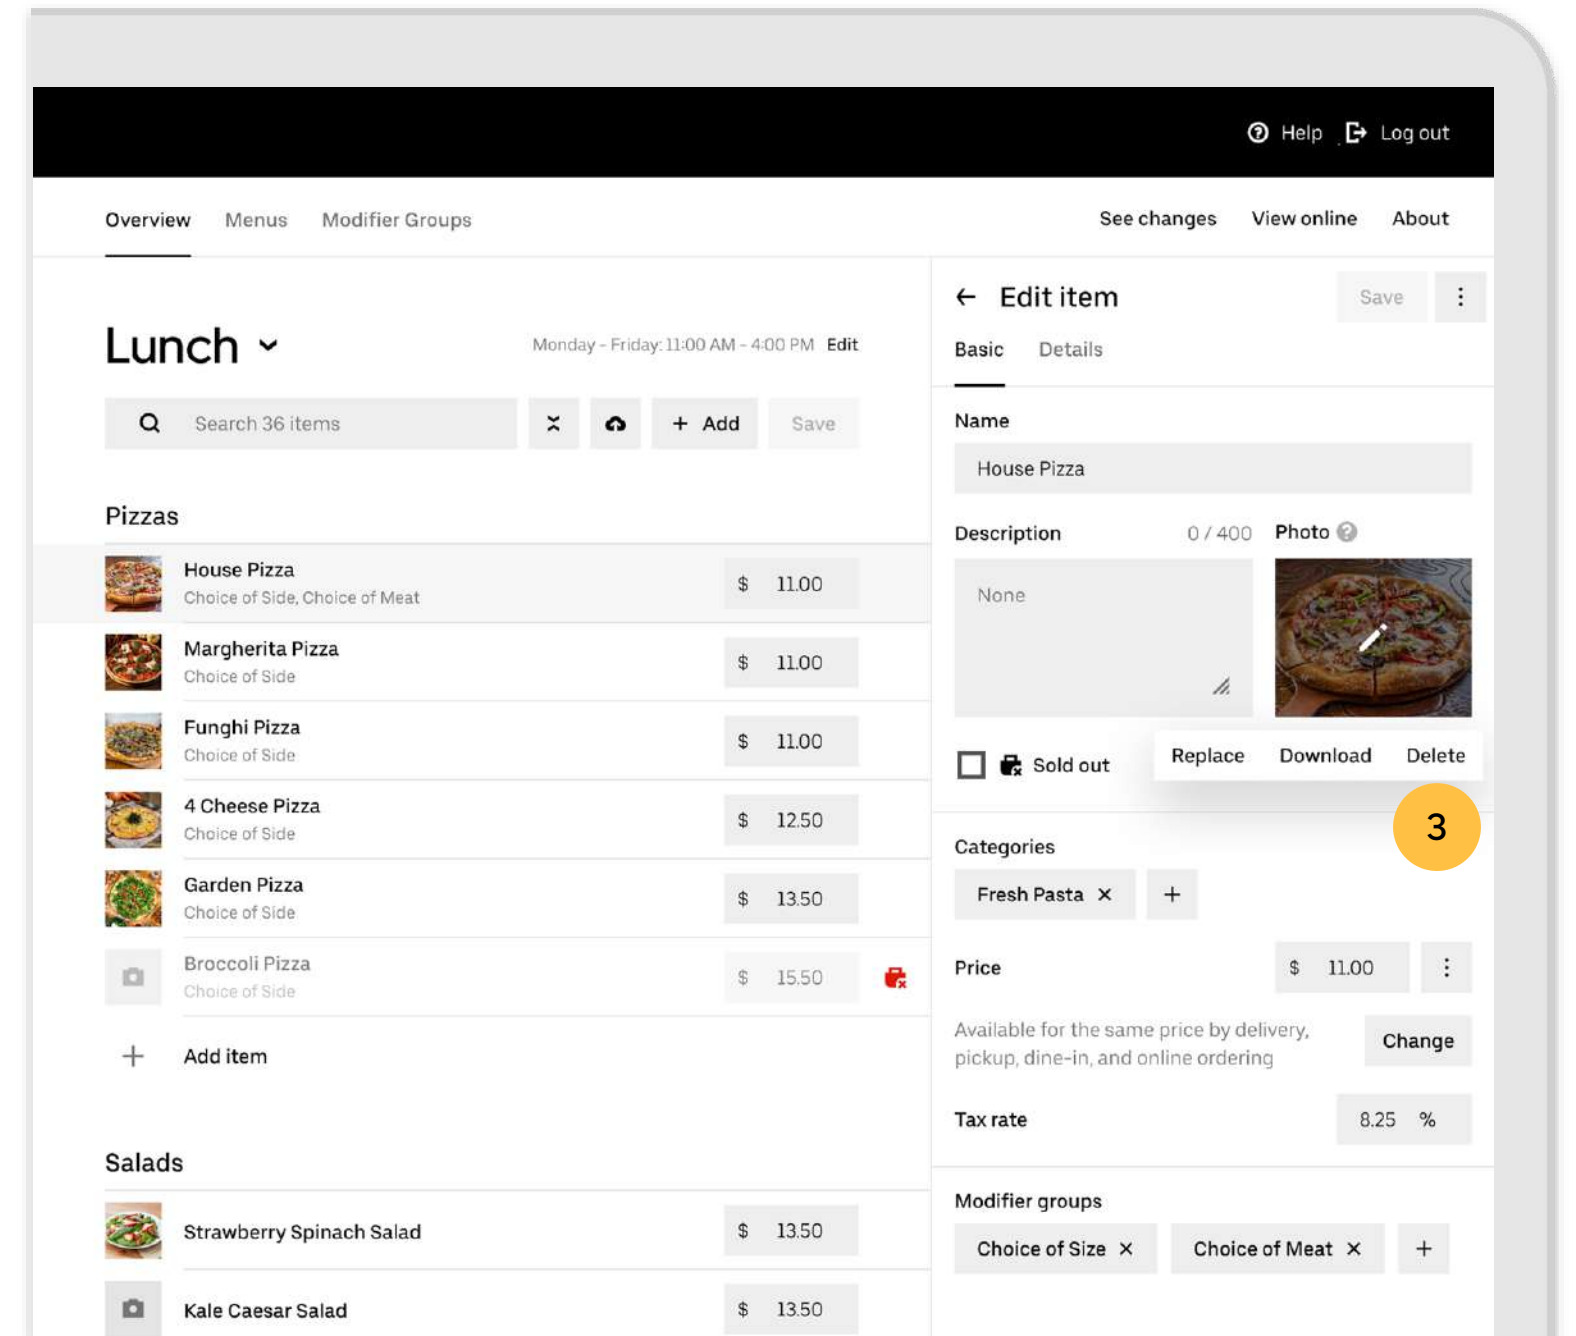 Help Log out
Overview Menus Modifier Groups
See changes View online About
Lunch
Monday - Friday: 11:00 AM - 4:00 PM Edit
Search 36 items
+ Add Save
Pizzas
House Pizza
Choice of Side, Choice of Meat
$ 11.00
Margherita Pizza
Choice of Side
$ 11.00
Funghi Pizza
Choice of Side
$ 11.00
4 Cheese Pizza
Choice of Side
$ 12.50
Garden Pizza
Choice of Side
$ 13.50
Broccoli Pizza
Choice of Side
$ 15.50
+ Add item
Salads
Strawberry Spinach Salad
$ 13.50
Kale Caesar Salad
$ 13.50
← Edit item
Save
Basic Details
Name
House Pizza
Description 0 / 400
None
Photo
Replace Download Delete
3
Sold out
Categories
Fresh Pasta × +
Price
$ 11.00
Available for the same price by delivery,
pickup, dine-in, and online ordering
Change
Tax rate
8.25 %
Modifier groups
Choice of Size × Choice of Meat × +